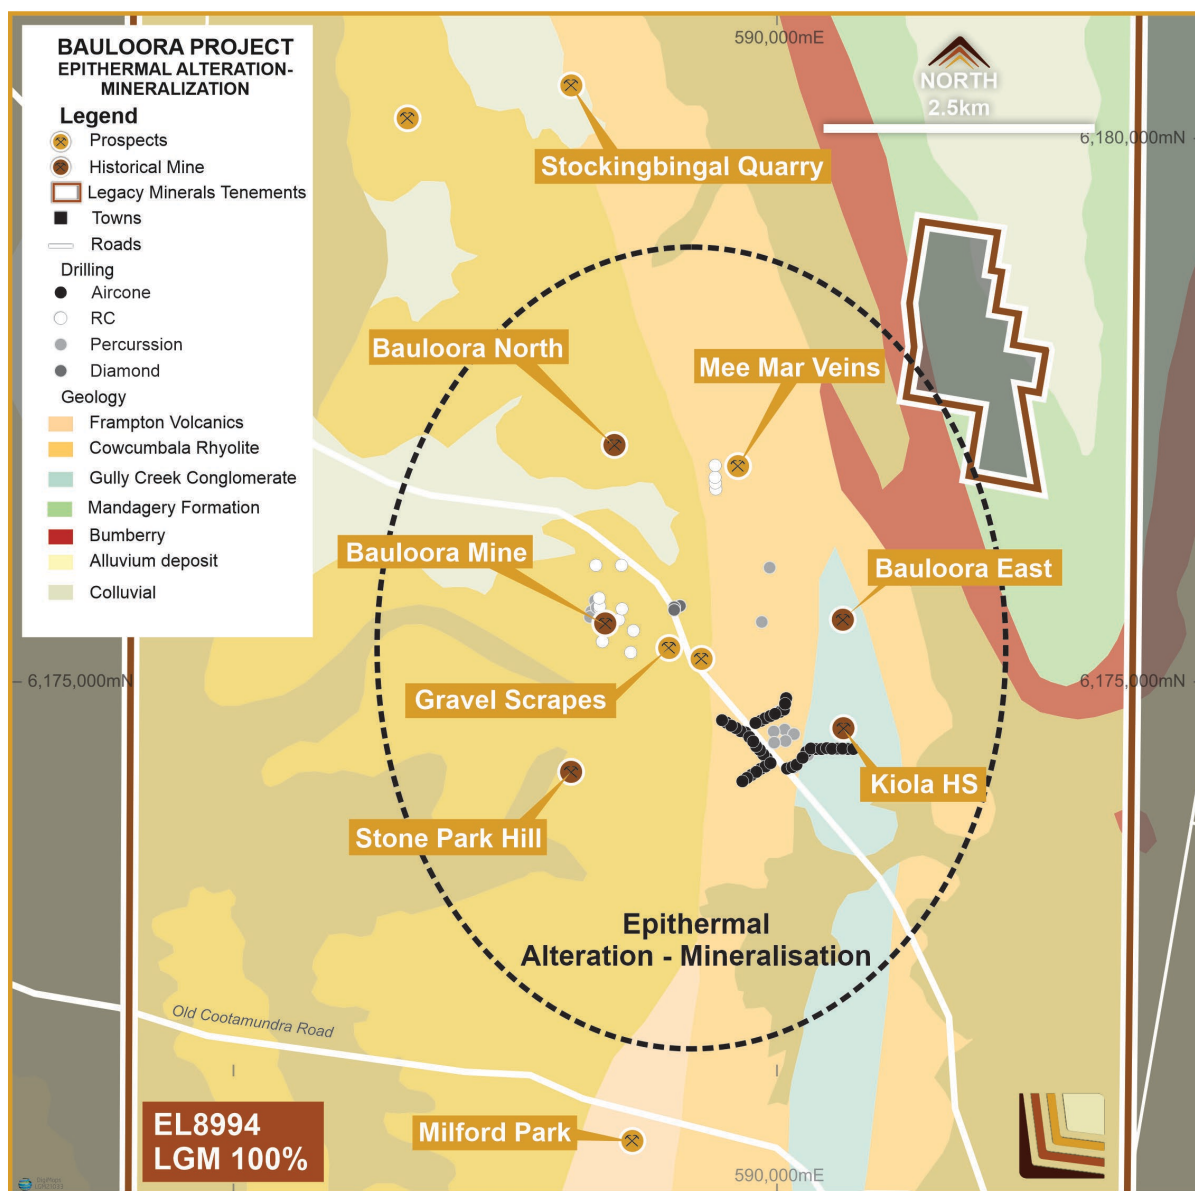 BAULOORA PROJECT
EPITHERMAL ALTERATION-
MINERALIZATION
Legend
Prospects
Historical Mine
Legacy Minerals Tenements
Towns
Roads
Drilling
Aircone
RC
Percurssion
Diamond
Geology
Frampton Volcanics
Cowcumbala Rhyolite
Gully Creek Conglomerate
Mandagery Formation
Bumberry
Alluvium deposit
Colluvial
590,000mE
NORTH
2.5km
6,180,000mN
Stockingbingal Quarry
Bauloora North
Mee Mar Veins
Bauloora Mine
Bauloora East
6,175,000mN
6,175,000mN
Gravel Scrapes
Kiola HS
Stone Park Hill
Epithermal
Alteration - Mineralisation
Old Cootamundra Road
EL8994
LGM 100%
Milford Park
590,000mE